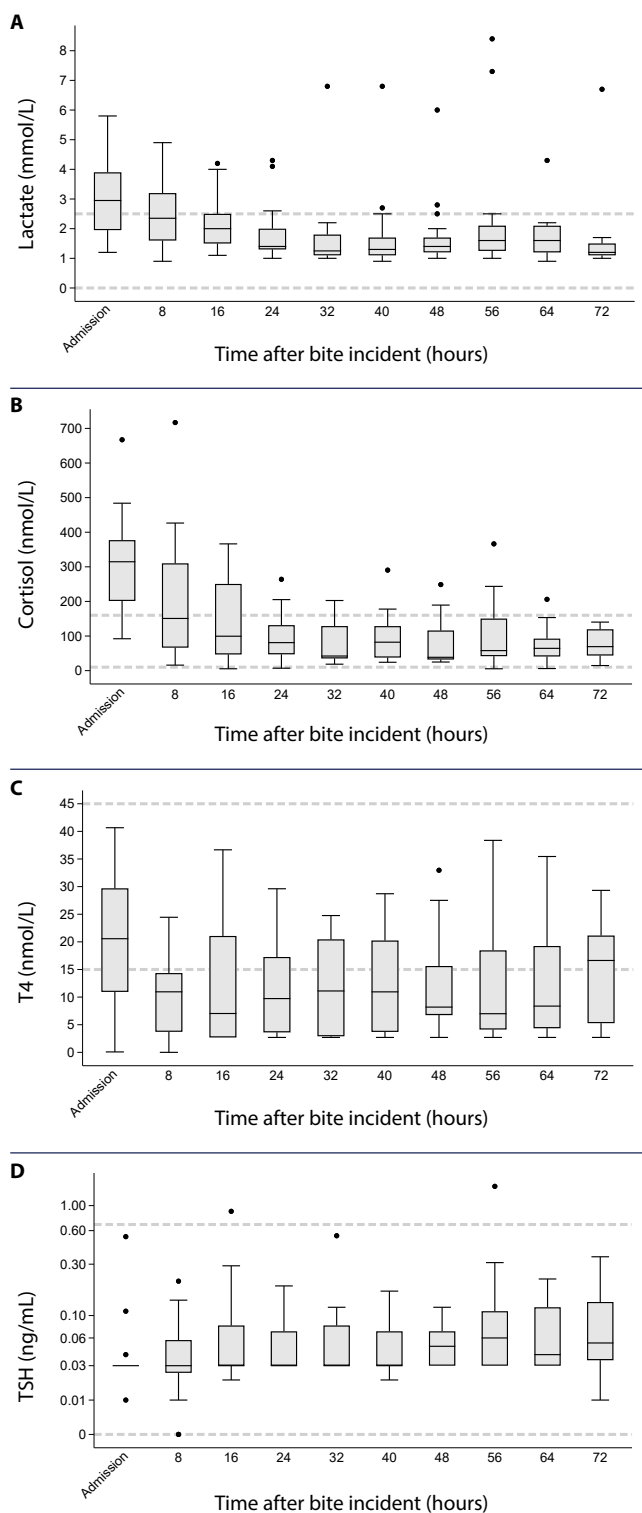 A
Lactate (mmol/L)
8
7
6
5
4
3
2
1
0
Admission 8 16 24 32 40 48 56 64 72
Time after bite incident (hours)
B
Cortisol (nmol/L)
700
600
500
400
300
200
100
0
Admission 8 16 24 32 40 48 56 64 72
Time after bite incident (hours)
C
T4 (nmol/L)
45
40
35
30
25
20
15
10
5
0
Admission 8 16 24 32 40 48 56 64 72
Time after bite incident (hours)
D
TSH (ng/mL)
1.00
0.60
0.30
0.10
0.06
0.03
0.01
0
Admission 8 16 24 32 40 48 56 64 72
Time after bite incident (hours)